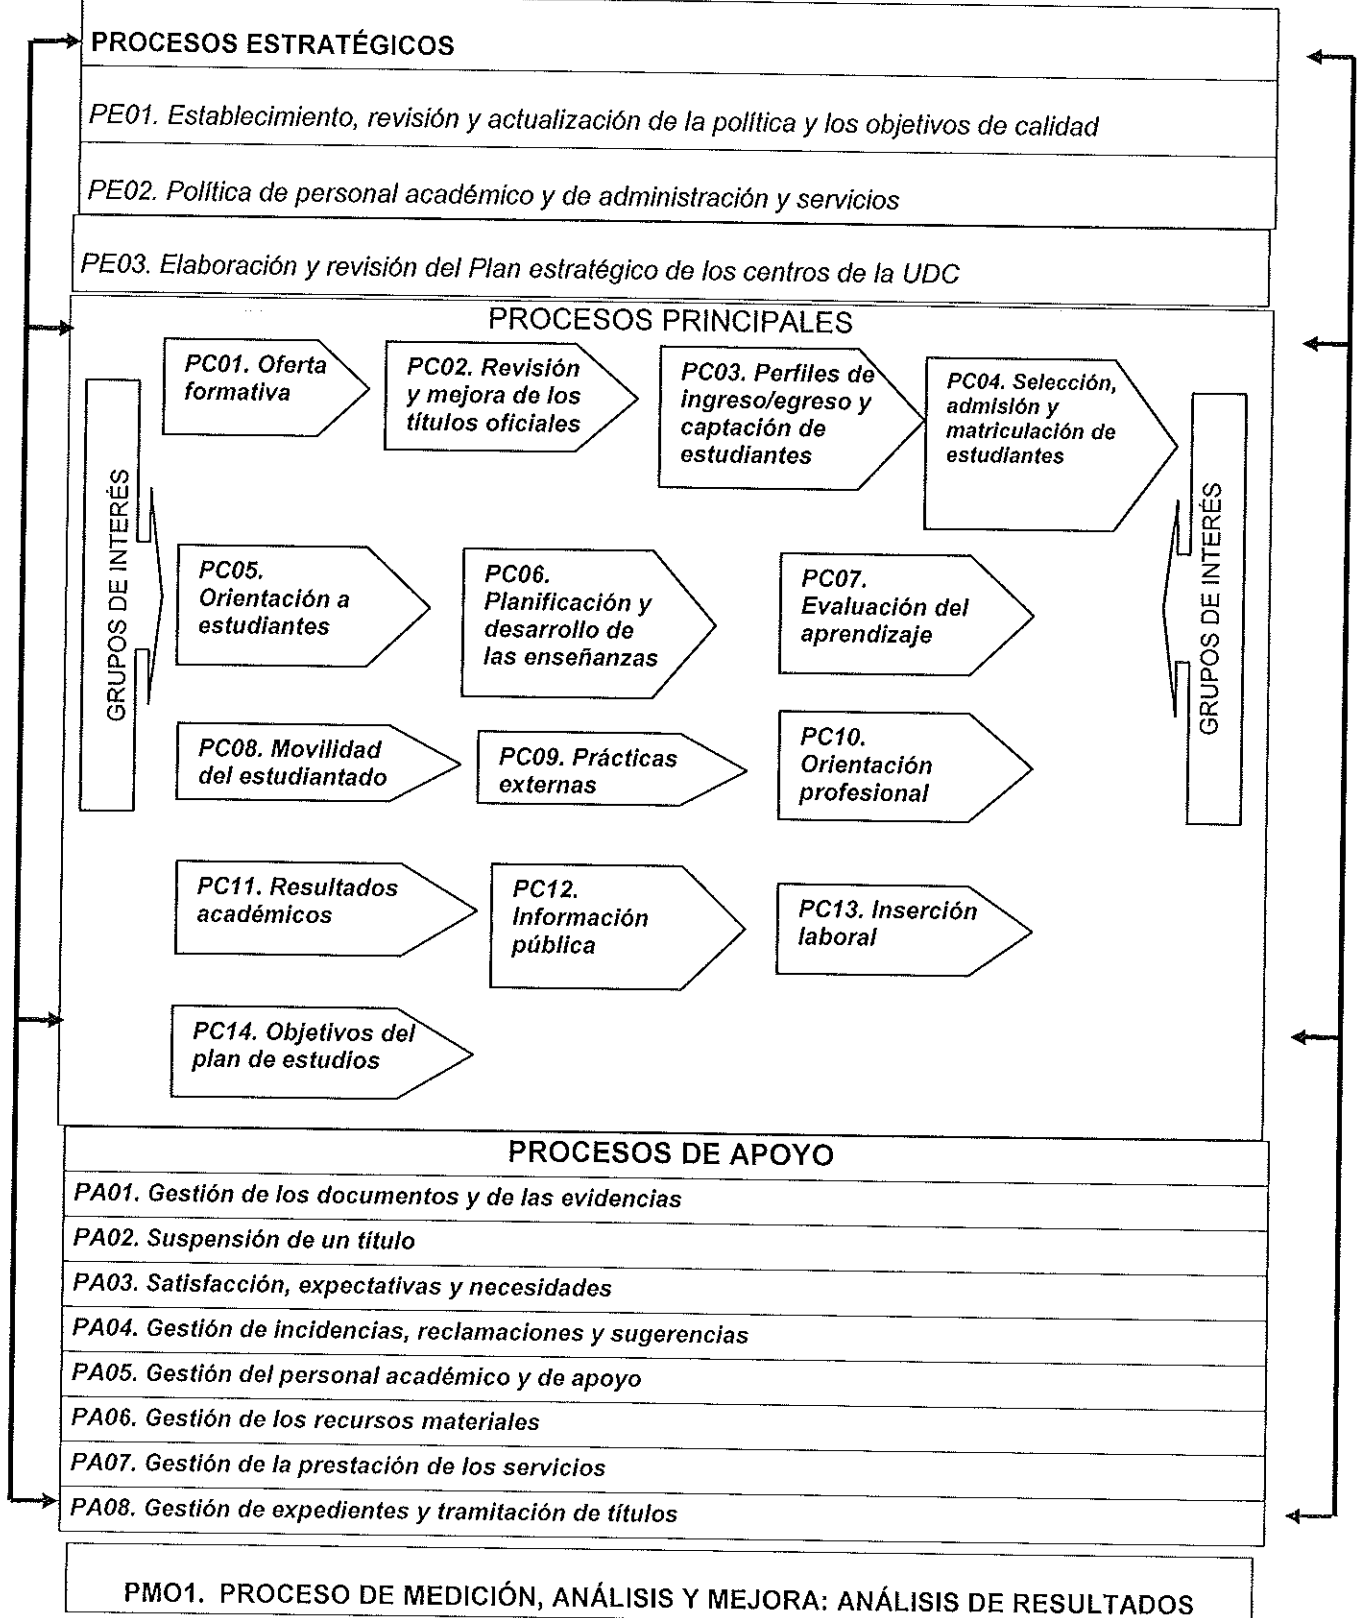 PROCESOS ESTRATÉGICOS
PE01. Establecimiento, revisión y actualización de la política y los objetivos de calidad
PE02. Política de personal académico y de administración y servicios
PE03. Elaboración y revisión del Plan estratégico de los centros de la UDC
PROCESOS PRINCIPALES
GRUPOS DE INTERÉS
PC01. Oferta
formativa
PC02. Revisión
y mejora de los
títulos oficiales
PC03. Perfiles de
ingreso/egreso y
captación de
estudiantes
PC04. Selección,
admisión y
matriculación de
estudiantes
GRUPOS DE INTERÉS
PC05.
Orientación a
estudiantes
PC06.
Planificación y
desarrollo de
las enseñanzas
PC07.
Evaluación del
aprendizaje
PC08. Movilidad
del estudiantado
PC09. Prácticas
externas
PC10.
Orientación
profesional
PC11. Resultados
académicos
PC12.
Información
pública
PC13. Inserción
laboral
PC14. Objetivos del
plan de estudios
PROCESOS DE APOYO
PA01. Gestión de los documentos y de las evidencias
PA02. Suspensión de un título
PA03. Satisfacción, expectativas y necesidades
PA04. Gestión de incidencias, reclamaciones y sugerencias
PA05. Gestión del personal académico y de apoyo
PA06. Gestión de los recursos materiales
PA07. Gestión de la prestación de los servicios
PA08. Gestión de expedientes y tramitación de títulos
PMO1. PROCESO DE MEDICIÓN, ANÁLISIS Y MEJORA: ANÁLISIS DE RESULTADOS